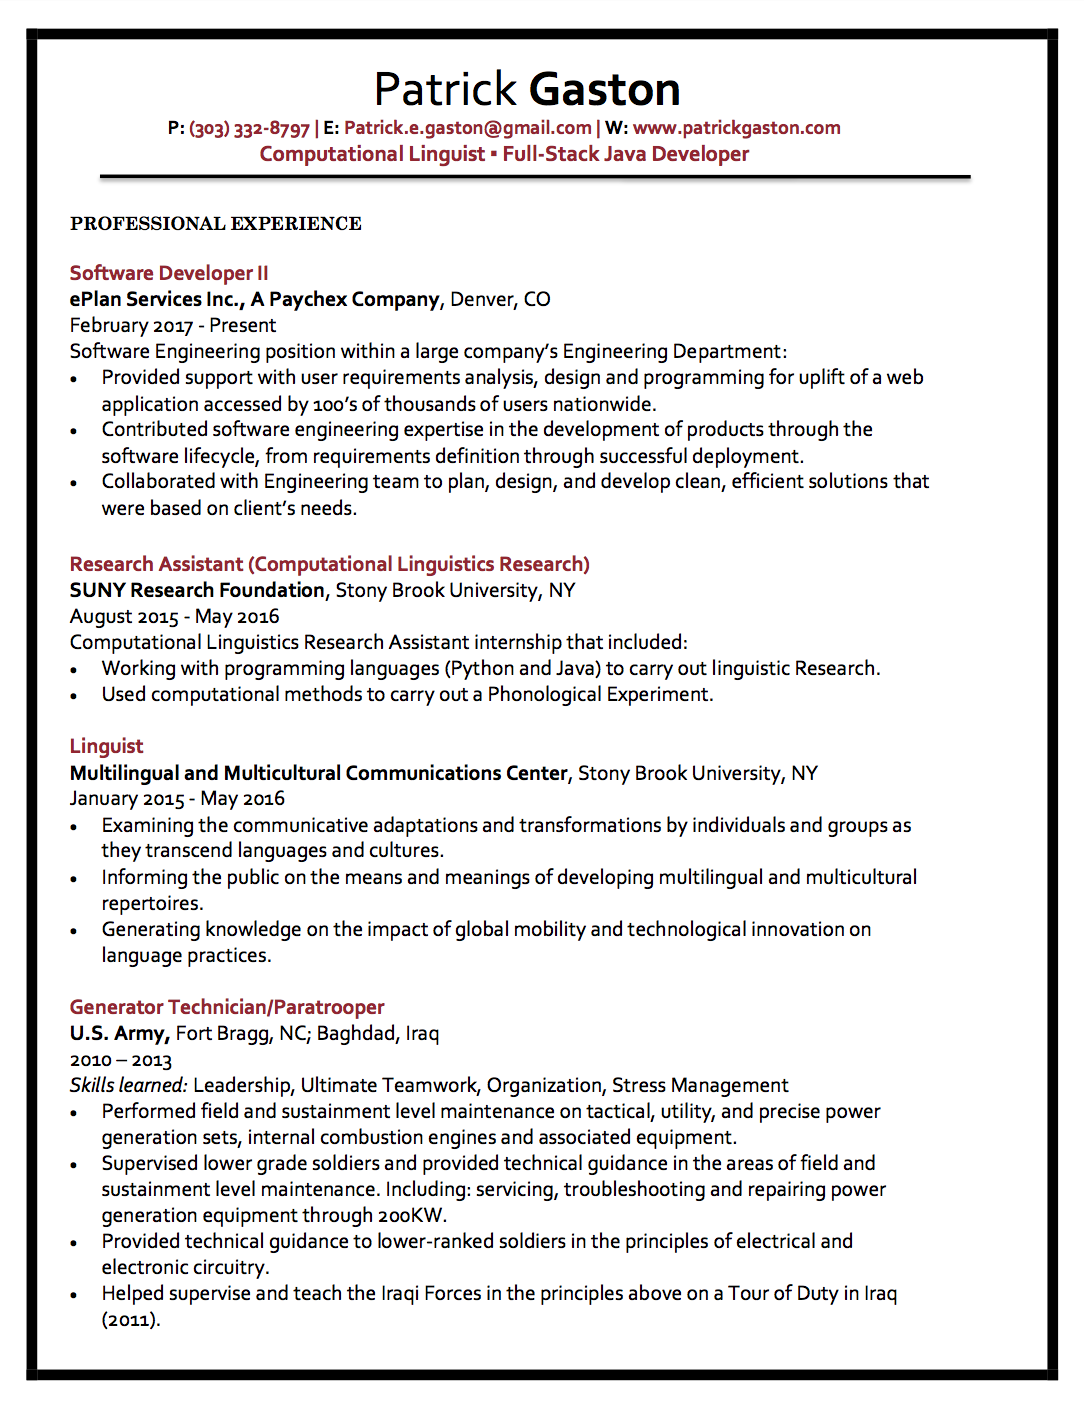 Patrick Gaston
P: (303) 332-8797 | E: Patrick.e.gaston@gmail.com | W: www.patrickgaston.com
Computational Linguist ▪ Full-Stack Java Developer
PROFESSIONAL EXPERIENCE
Software Developer II
ePlan Services Inc., A Paychex Company, Denver, CO
February 2017 - Present
Software Engineering position within a large company’s Engineering Department:
• Provided support with user requirements analysis, design and programming for uplift of a web
application accessed by 100’s of thousands of users nationwide.
• Contributed software engineering expertise in the development of products through the
software lifecycle, from requirements definition through successful deployment.
• Collaborated with Engineering team to plan, design, and develop clean, efficient solutions that
were based on client’s needs.
Research Assistant (Computational Linguistics Research)
SUNY Research Foundation, Stony Brook University, NY
August 2015 - May 2016
Computational Linguistics Research Assistant internship that included:
• Working with programming languages (Python and Java) to carry out linguistic Research.
• Used computational methods to carry out a Phonological Experiment.
Linguist
Multilingual and Multicultural Communications Center, Stony Brook University, NY
January 2015 - May 2016
• Examining the communicative adaptations and transformations by individuals and groups as
they transcend languages and cultures.
• Informing the public on the means and meanings of developing multilingual and multicultural
repertoires.
• Generating knowledge on the impact of global mobility and technological innovation on
language practices.
Generator Technician/Paratrooper
U.S. Army, Fort Bragg, NC; Baghdad, Iraq
2010 – 2013
Skills learned: Leadership, Ultimate Teamwork, Organization, Stress Management
• Performed field and sustainment level maintenance on tactical, utility, and precise power
generation sets, internal combustion engines and associated equipment.
• Supervised lower grade soldiers and provided technical guidance in the areas of field and
sustainment level maintenance. Including: servicing, troubleshooting and repairing power
generation equipment through 200KW.
• Provided technical guidance to lower-ranked soldiers in the principles of electrical and
electronic circuitry.
• Helped supervise and teach the Iraqi Forces in the principles above on a Tour of Duty in Iraq
(2011).